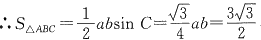 ∴S△ABC=1/2 ab sin C=√3/4 ab=3√3/2